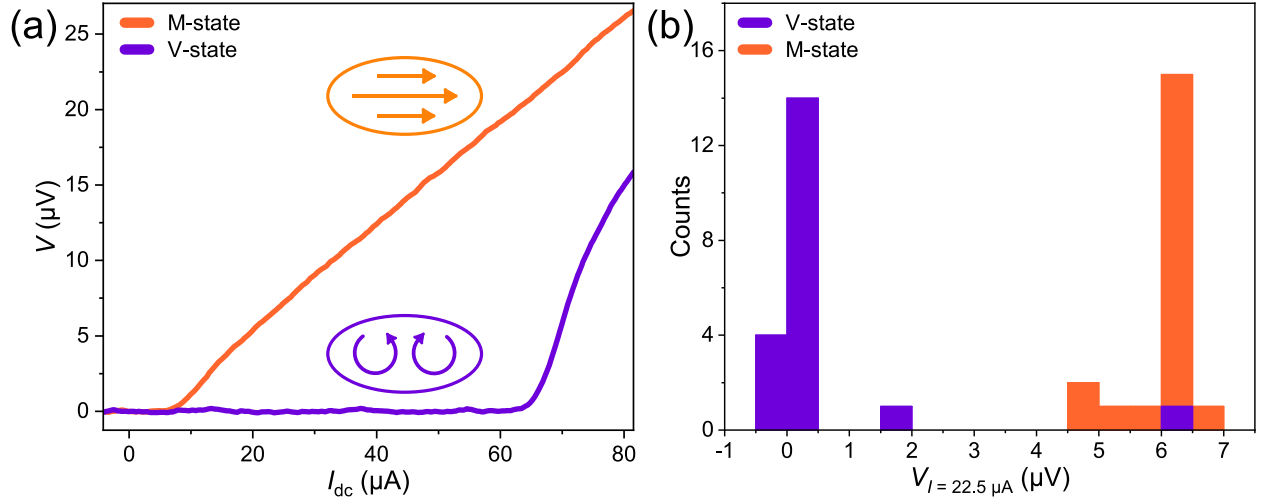 (a)
M-state
V-state
25
20
15
10
5
0
V (µV)
0 20 40 60 80
I_dc (µA)
(b)
V-state
M-state
16
12
8
4
0
Counts
-1 0 1 2 3 4 5 6 7
V_I = 22.5 µA (µV)